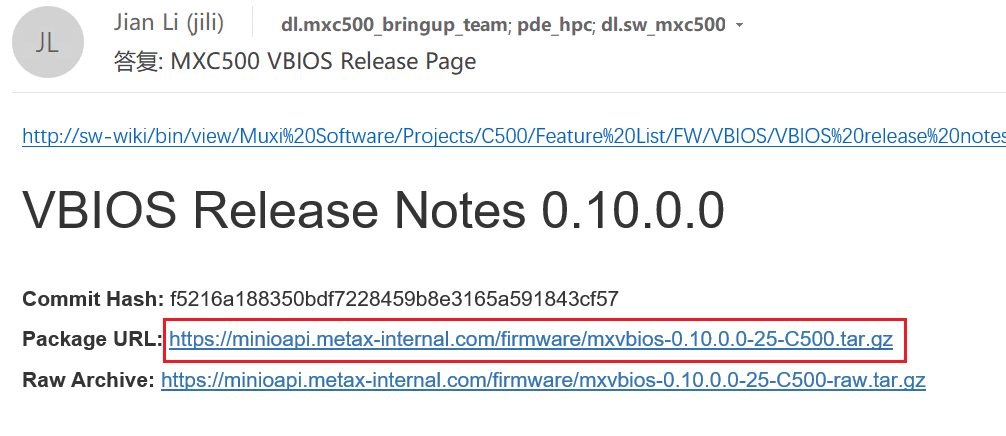 JL
Jian Li (jili)
dl.mxc500_bringup_team; pde_hpc; dl.sw_mxc500
答复: MXC500 VBIOS Release Page
http://sw-wiki/bin/view/Muxi%20Software/Projects/C500/Feature%20List/FW/VBIOS/VBIOS%20release%20notes
VBIOS Release Notes 0.10.0.0
Commit Hash: f5216a188350bdf7228459b8e3165a591843cf57
Package URL: https://minioapi.metax-internal.com/firmware/mxvbios-0.10.0.0-25-C500.tar.gz
Raw Archive: https://minioapi.metax-internal.com/firmware/mxvbios-0.10.0.0-25-C500-raw.tar.gz